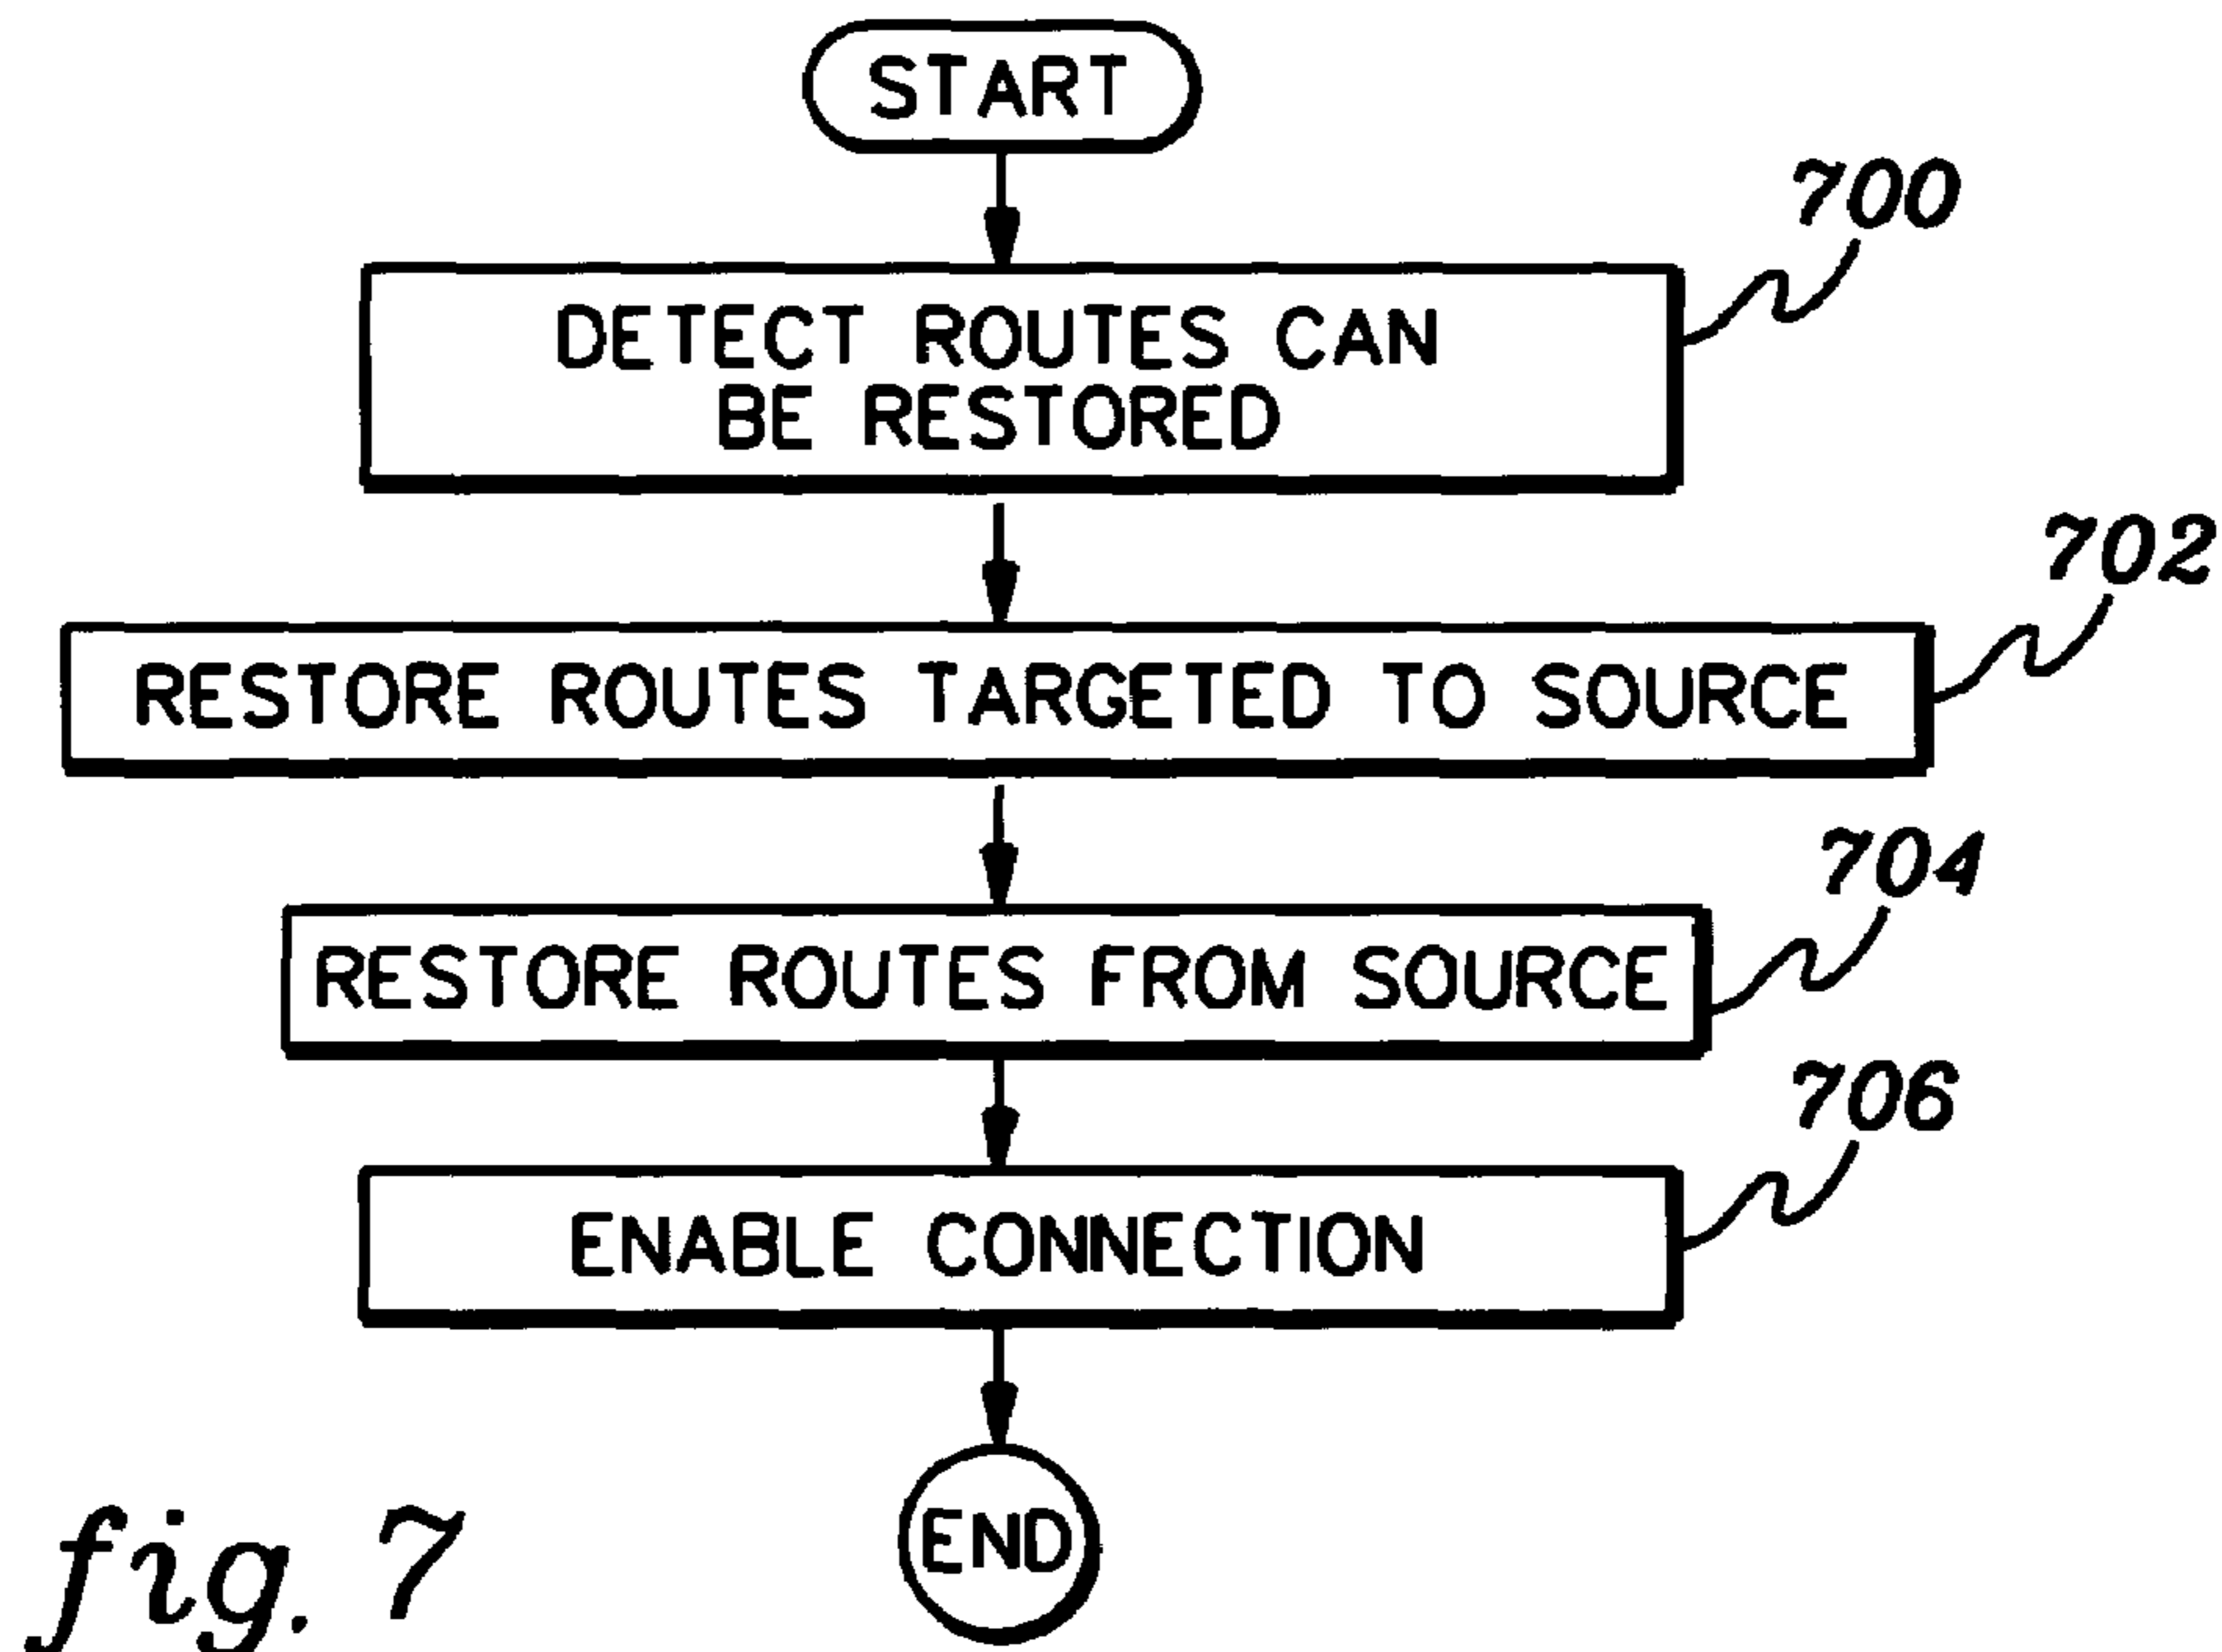 START
700
DETECT ROUTES CAN
BE RESTORED
702
RESTORE ROUTES TARGETED TO SOURCE
704
RESTORE ROUTES FROM SOURCE
706
ENABLE CONNECTION
END
fig. 7